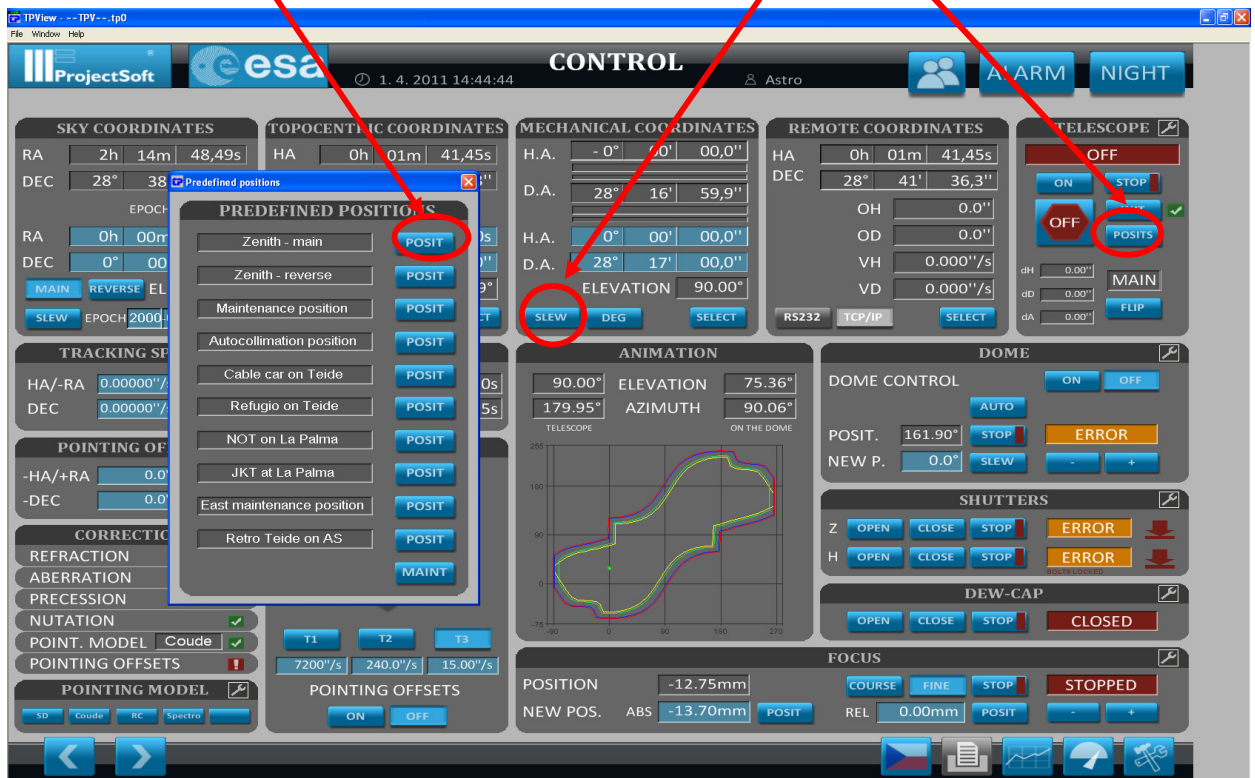 TPView - --TPV--.tp0
File Window Help
ProjectSoft
esa
1. 4. 2011 14:44:44
CONTROL
Astro
ALARM
NIGHT
SKY COORDINATES
RA 2h 14m 48,49s
DEC 28° 38
EPOCH
RA 0h 00m
DEC 0° 00
MAIN REVERSE EL
SLEW EPOCH 2000
TOPOCENTRIC COORDINATES
HA 0h 01m 41,45s
Predefined positions
PREDEFINED POSITIONS
Zenith - main POSIT
Zenith - reverse POSIT
Maintenance position POSIT
Autocollimation position POSIT
Cable car on Teide POSIT
Refugio on Teide POSIT
NOT on La Palma POSIT
JKT at La Palma POSIT
East maintenance position POSIT
Retro Teide on AS POSIT
MAINT
MECHANICAL COORDINATES
H.A. - 0° 00' 00,0''
D.A. 28° 16' 59,9''
H.A. 0° 00' 00,0''
D.A. 28° 17' 00,0''
ELEVATION 90.00°
SLEW DEG SELECT
REMOTE COORDINATES
HA 0h 01m 41,45s
DEC 28° 41' 36,3''
OH 0.0''
OD 0.0''
VH 0.000''/s
VD 0.000''/s
RS232 TCP/IP SELECT
TELESCOPE
OFF
ON STOP
OFF
POSITS
dH 0.00''
MAIN
dD 0.00''
FLIP
dA 0.00''
TRACKING SP
HA/-RA 0.00000''/s
0s
DEC 0.00000''/
5s
POINTING OF
-HA/+RA 0.0
-DEC 0.0
CORRECTIO
REFRACTION
ABERRATION
PRECESSION
NUTATION
POINT. MODEL Coude
POINTING OFFSETS
POINTING MODEL
SD Coude RC Spectro
T1 T2 T3
7200''/s 240.0''/s 15.00''/s
POINTING OFFSETS
ON OFF
ANIMATION
90.00° ELEVATION 75.36°
179.95° AZIMUTH 90.06°
TELESCOPE ON THE DOME
265
180
90
0
-75
-90 0 90 180 270
DOME
DOME CONTROL ON OFF
AUTO
POSIT. 161.90° STOP ERROR
NEW P. 0.0° SLEW - +
SHUTTERS
Z OPEN CLOSE STOP ERROR
H OPEN CLOSE STOP ERROR
BOLTS LOCKED
DEW-CAP
OPEN CLOSE STOP CLOSED
FOCUS
POSITION -12.75mm COURSE FINE STOP STOPPED
NEW POS. ABS -13.70mm POSIT REL 0.00mm POSIT - +